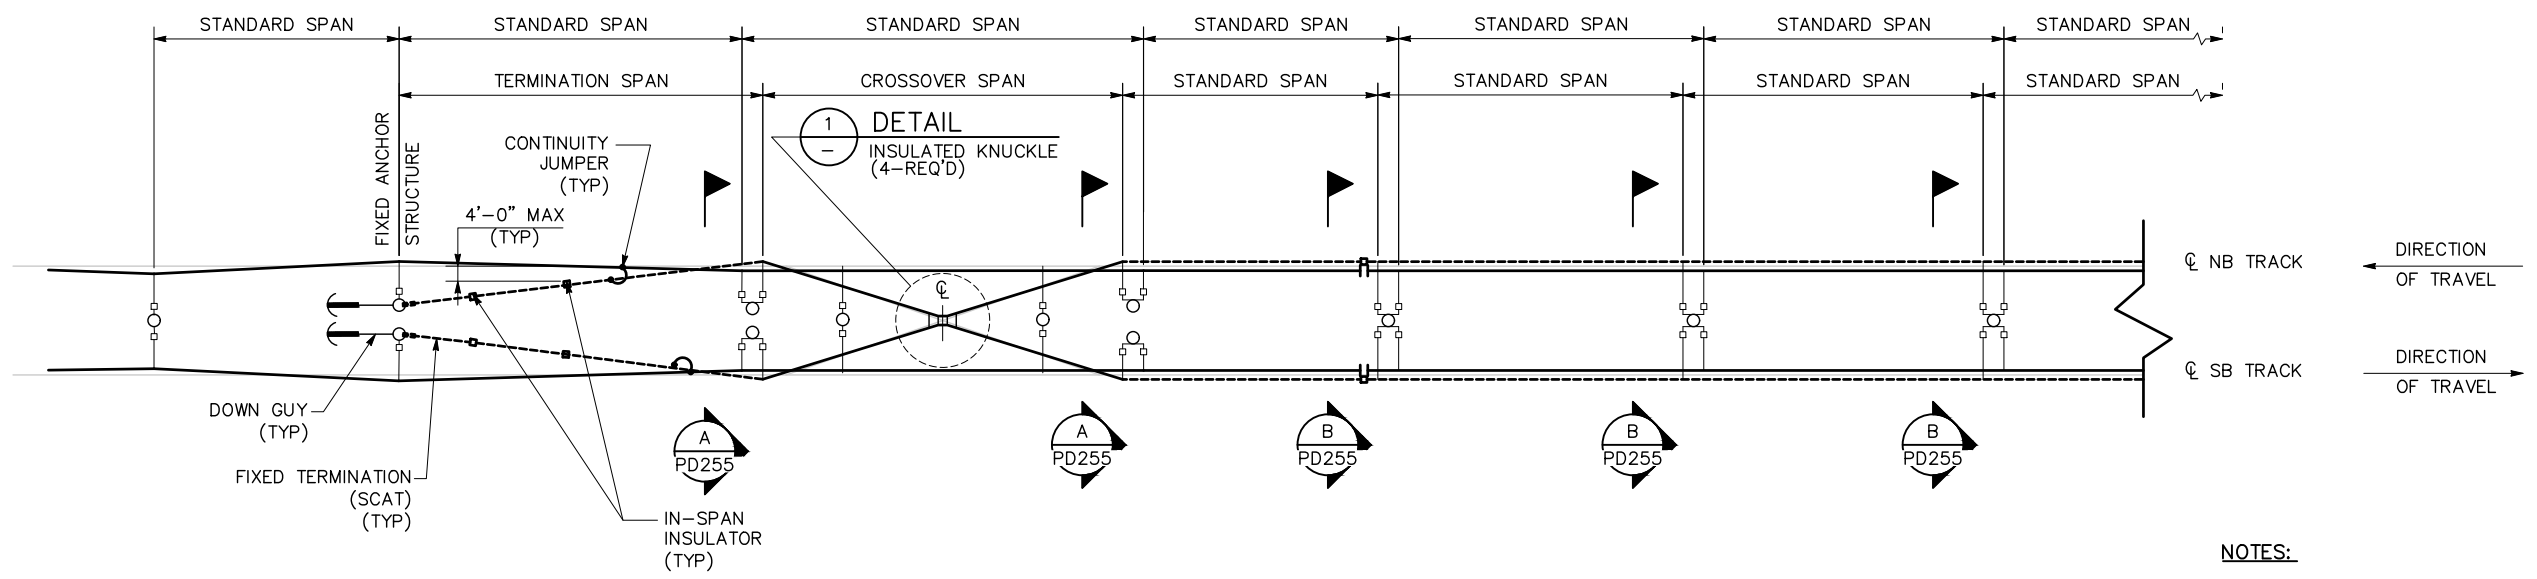 STANDARD SPAN
STANDARD SPAN
STANDARD SPAN
STANDARD SPAN
STANDARD SPAN
STANDARD SPAN
STANDARD SPAN
TERMINATION SPAN
CROSSOVER SPAN
STANDARD SPAN
STANDARD SPAN
STANDARD SPAN
STANDARD SPAN
FIXED ANCHOR
STRUCTURE
CONTINUITY
JUMPER
(TYP)
4'-0" MAX
(TYP)
1
–
DETAIL
INSULATED KNUCKLE
(4-REQ'D)
℄
℄ NB TRACK
DIRECTION
OF TRAVEL
℄ SB TRACK
DIRECTION
OF TRAVEL
DOWN GUY
(TYP)
FIXED TERMINATION
(SCAT)
(TYP)
IN-SPAN
INSULATOR
(TYP)
A
PD255
A
PD255
B
PD255
B
PD255
B
PD255
NOTES: